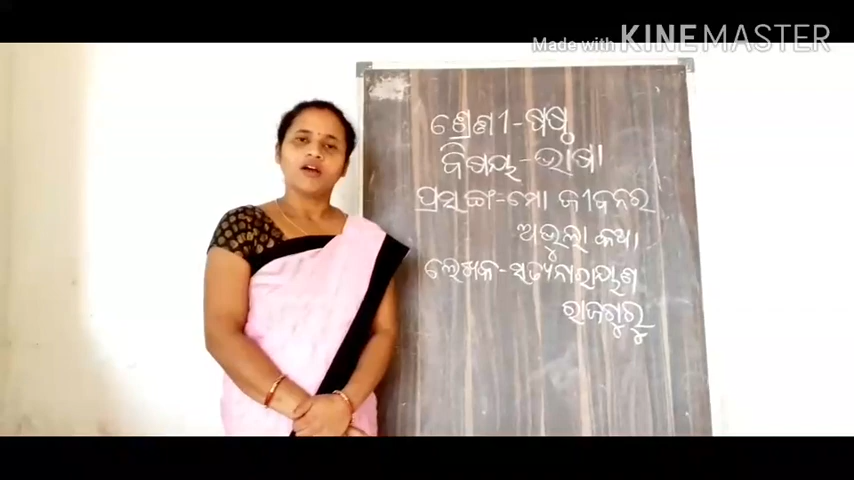 Made with KINEMASTER
ଶ୍ରେଣୀ-ଷଷ୍ଠ
ବିଷୟ-ଭାଷା
ପ୍ରସଙ୍ଗ-ମୋ ଜୀବନର
ଅଭୁଲା କଥା
ଲେଖକ-ସତ୍ୟନାରାୟଣ
ରାଜଗୁରୁ